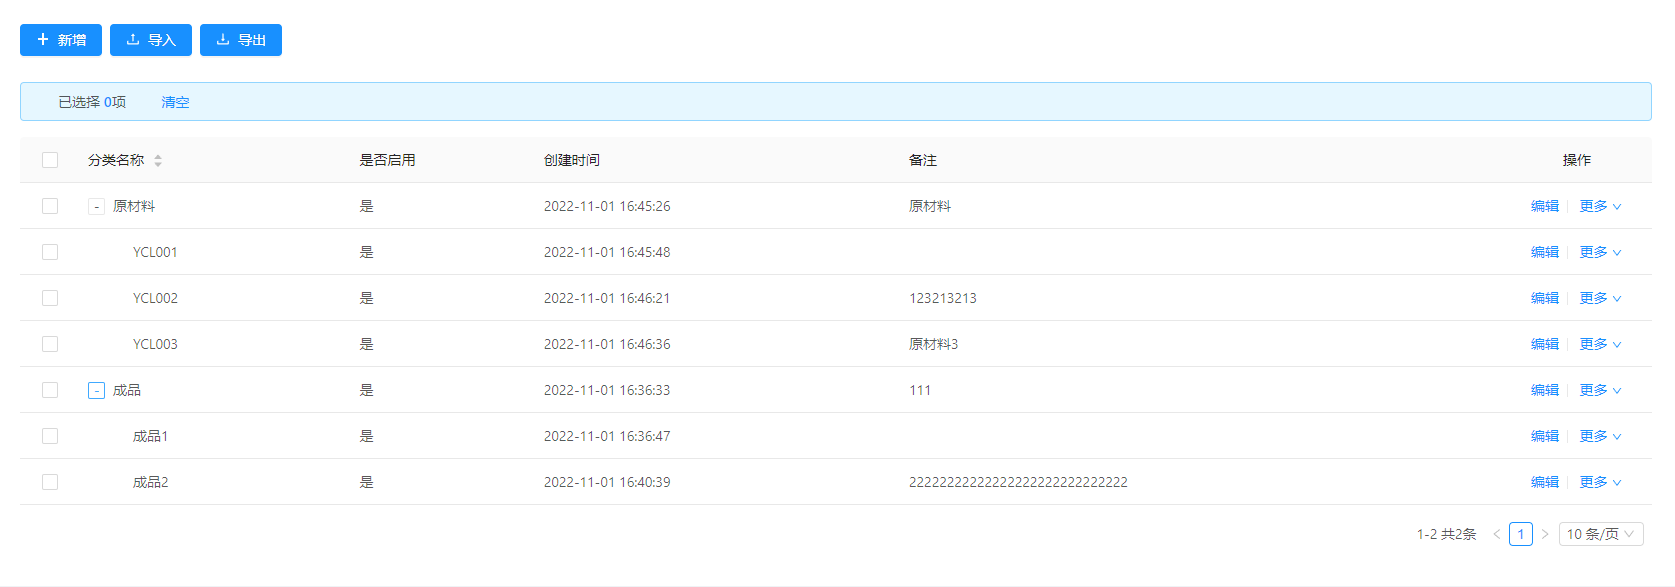 新增 导入 导出
已选择 0项 清空
分类名称 是否启用 创建时间 备注 操作
- 原材料 是 2022-11-01 16:45:26 原材料 编辑 更多
YCL001 是 2022-11-01 16:45:48 编辑 更多
YCL002 是 2022-11-01 16:46:21 123213213 编辑 更多
YCL003 是 2022-11-01 16:46:36 原材料3 编辑 更多
- 成品 是 2022-11-01 16:36:33 111 编辑 更多
成品1 是 2022-11-01 16:36:47 编辑 更多
成品2 是 2022-11-01 16:40:39 编辑 更多
1-2 共2条 1 10 条/页